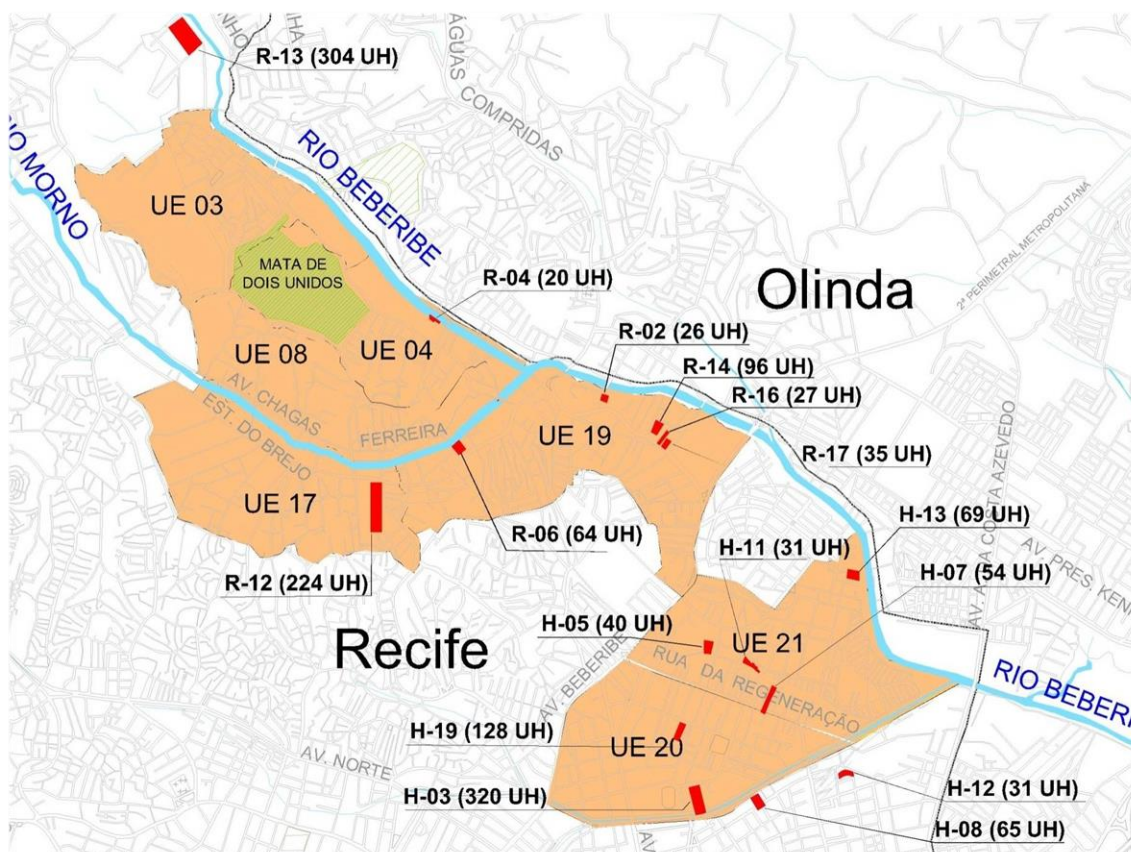 R-13 (304 UH)
ÁGUAS COMPRIDAS
RIO MORNO
RIO BEBERIBE
UE 03
MATA DE
DOIS UNIDOS
R-04 (20 UH)
Olinda
2ª PERIMETRAL METROPOLITANA
R-02 (26 UH)
UE 08
UE 04
R-14 (96 UH)
R-16 (27 UH)
AV. CHAGAS
FERREIRA
EST. DO BREJO
UE 19
R-17 (35 UH)
UE 17
H-13 (69 UH)
R-06 (64 UH)
H-11 (31 UH)
H-07 (54 UH)
AV. PRES. KEN
R-12 (224 UH)
H-05 (40 UH)
Recife
UE 21
RUA DA REGENERAÇÃO
AV. BEBERIBE
RIO BEBER
H-19 (128 UH)
UE 20
AV. NORTE
H-03 (320 UH)
H-12 (31 UH)
H-08 (65 UH)